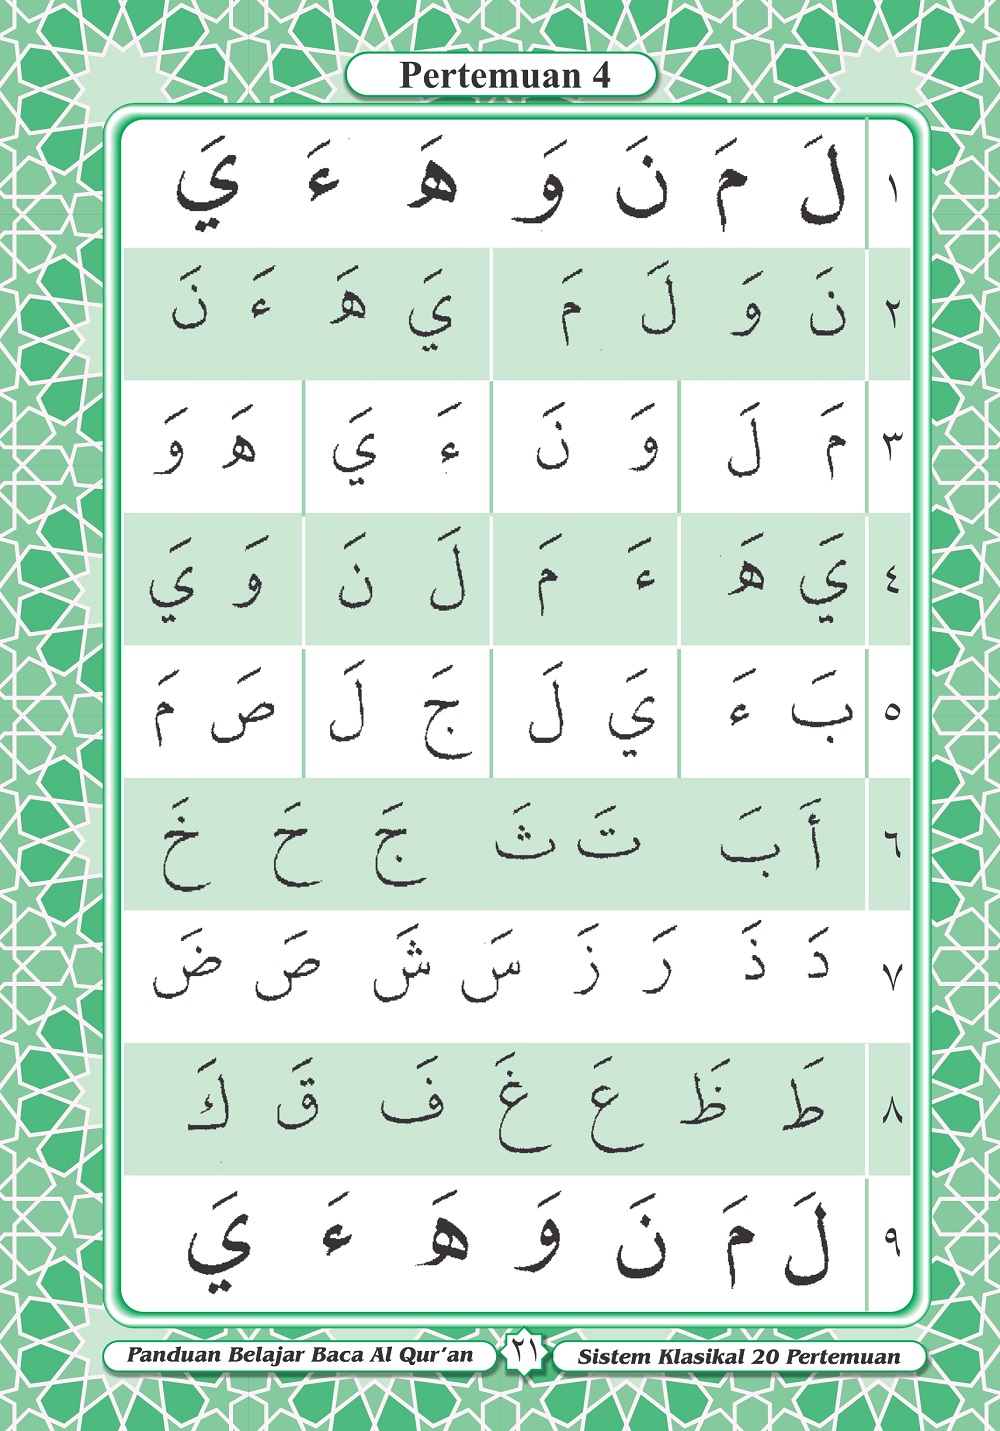 Pertemuan 4
١ لَ مَ نَ وَ هَ ءَ يَ
٢ نَ وَ لَ مَ يَ هَ ءَ نَ
٣ مَ لَ وَ نَ ءَ يَ هَ وَ
٤ يَ هَ ءَ مَ لَ نَ وَ يَ
٥ بَ ءَ يَ لَ جَ لَ صَ مَ
٦ أَ بَ تَ ثَ جَ حَ خَ
٧ دَ ذَ رَ زَ سَ شَ صَ ضَ
٨ طَ ظَ عَ غَ فَ قَ كَ
٩ لَ مَ نَ وَ هَ ءَ يَ
Panduan Belajar Baca Al Qur'an ٢١ Sistem Klasikal 20 Pertemuan